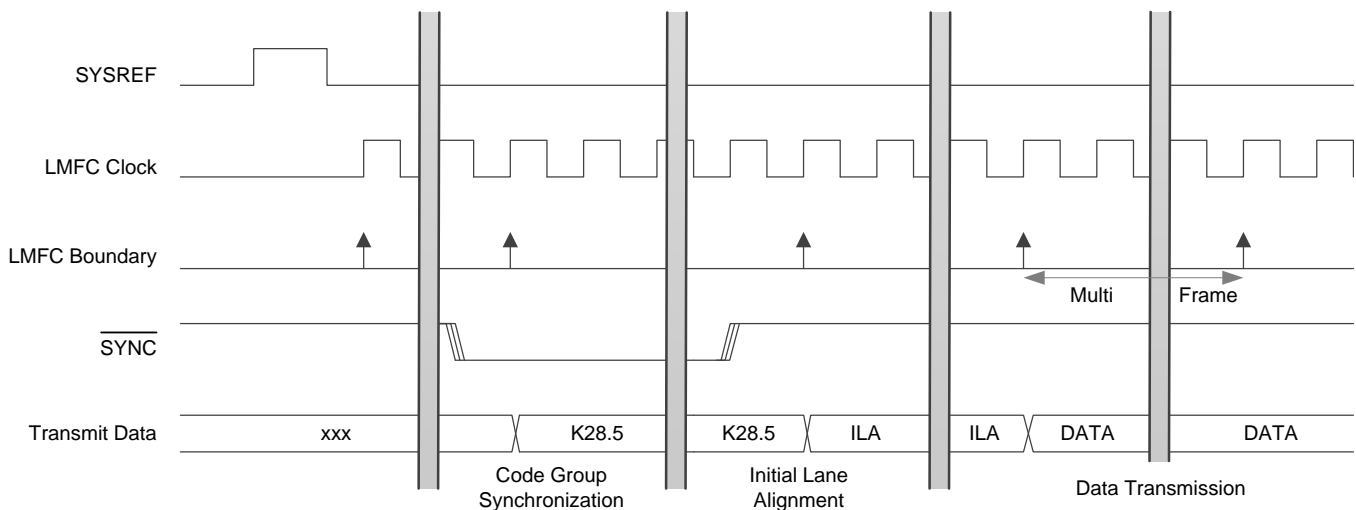 SYSREF
LMFC Clock
LMFC Boundary
Multi Frame
SYNC
Transmit Data xxx K28.5 K28.5 ILA ILA DATA DATA
Code Group
Synchronization
Initial Lane
Alignment
Data Transmission